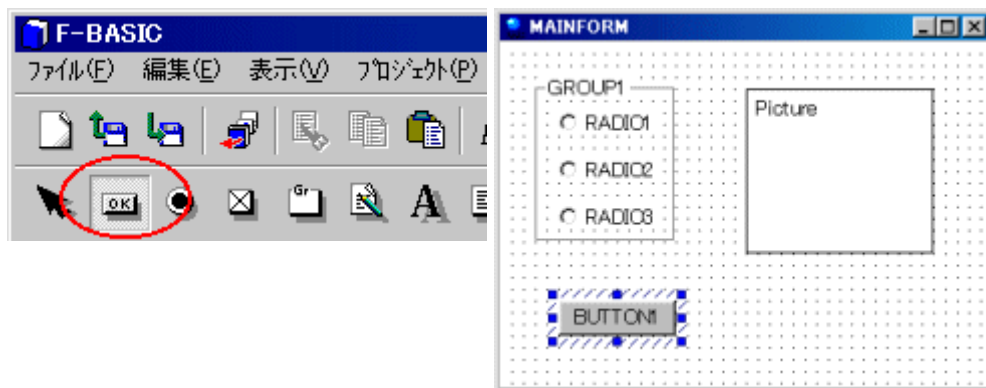 F-BASIC
ﾌｧｲﾙ(F) 編集(E) 表示(V) ﾌﾟﾛｼﾞｪｸﾄ(P)
OK
Gr
A
MAINFORM
GROUP1
RADIO1
RADIO2
RADIO3
Picture
BUTTON1